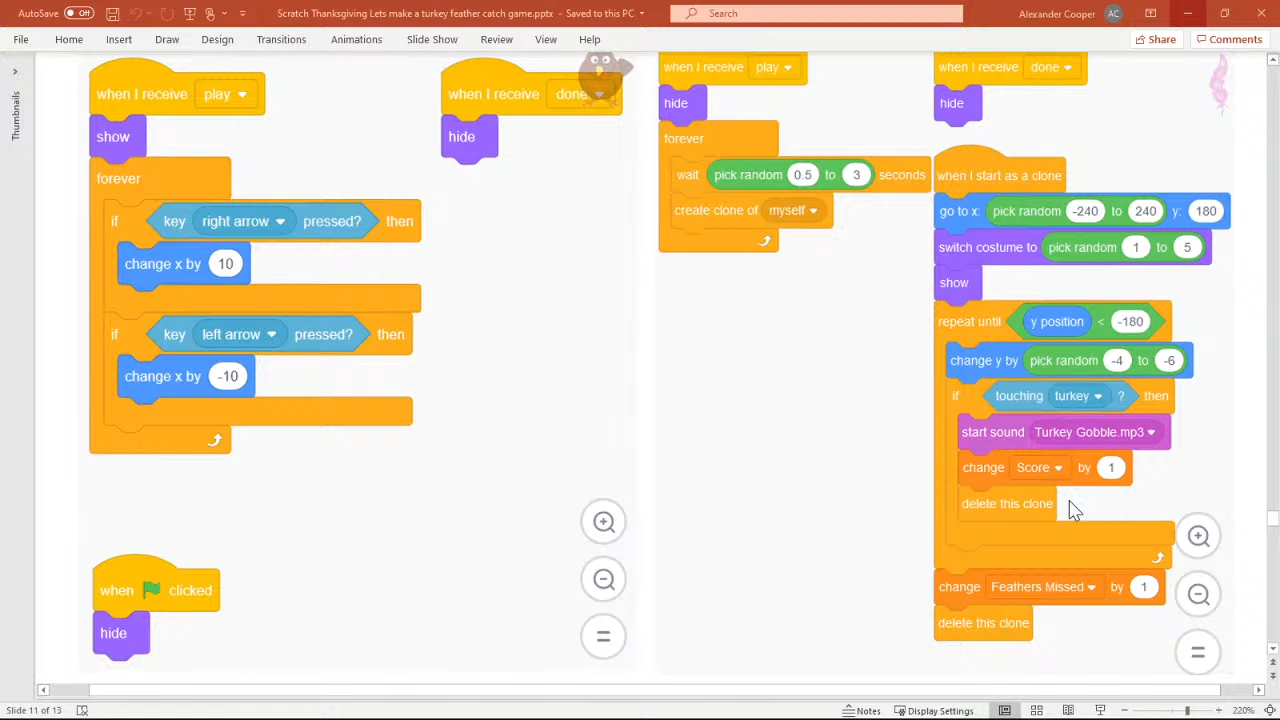 AutoSave Off Scratch Thanksgiving Lets make a turkey feather catch game.pptx - Saved to this PC Search Alexander Cooper AC
File Home Insert Draw Design Transitions Animations Slide Show Review View Help Share Comments
Thumbnails
when I receive play
show
forever
if key right arrow pressed? then
change x by 10
if key left arrow pressed? then
change x by -10
when clicked
hide
when I receive done
hide
when I receive play
hide
forever
wait pick random 0.5 to 3 seconds
create clone of myself
when I receive done
hide
when I start as a clone
go to x: pick random -240 to 240 y: 180
switch costume to pick random 1 to 5
show
repeat until y position < -180
change y by pick random -4 to -6
if touching turkey ? then
start sound Turkey Gobble.mp3
change Score by 1
delete this clone
change Feathers Missed by 1
delete this clone
Slide 11 of 13 Notes Display Settings 220%